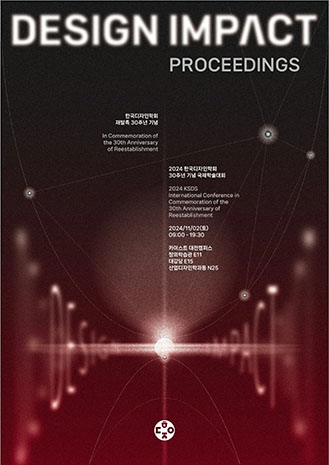 DESIGN IMPACT
PROCEEDINGS
한국디자인학회
재발족 30주년 기념
In Commemoration of
the 30th Anniversary of
Reestablishment
2024 한국디자인학회
30주년 기념 국제학술대회
2024 KSDS
International Conference in
Commemoration of the
30th Anniversary of
Reestablishment
2024/11/02(토)
09:00 - 19:30
카이스트 대전캠퍼스
창의학습관 E11
대강당 E15
산업디자인학과동 N25
DESIGN IMPACT